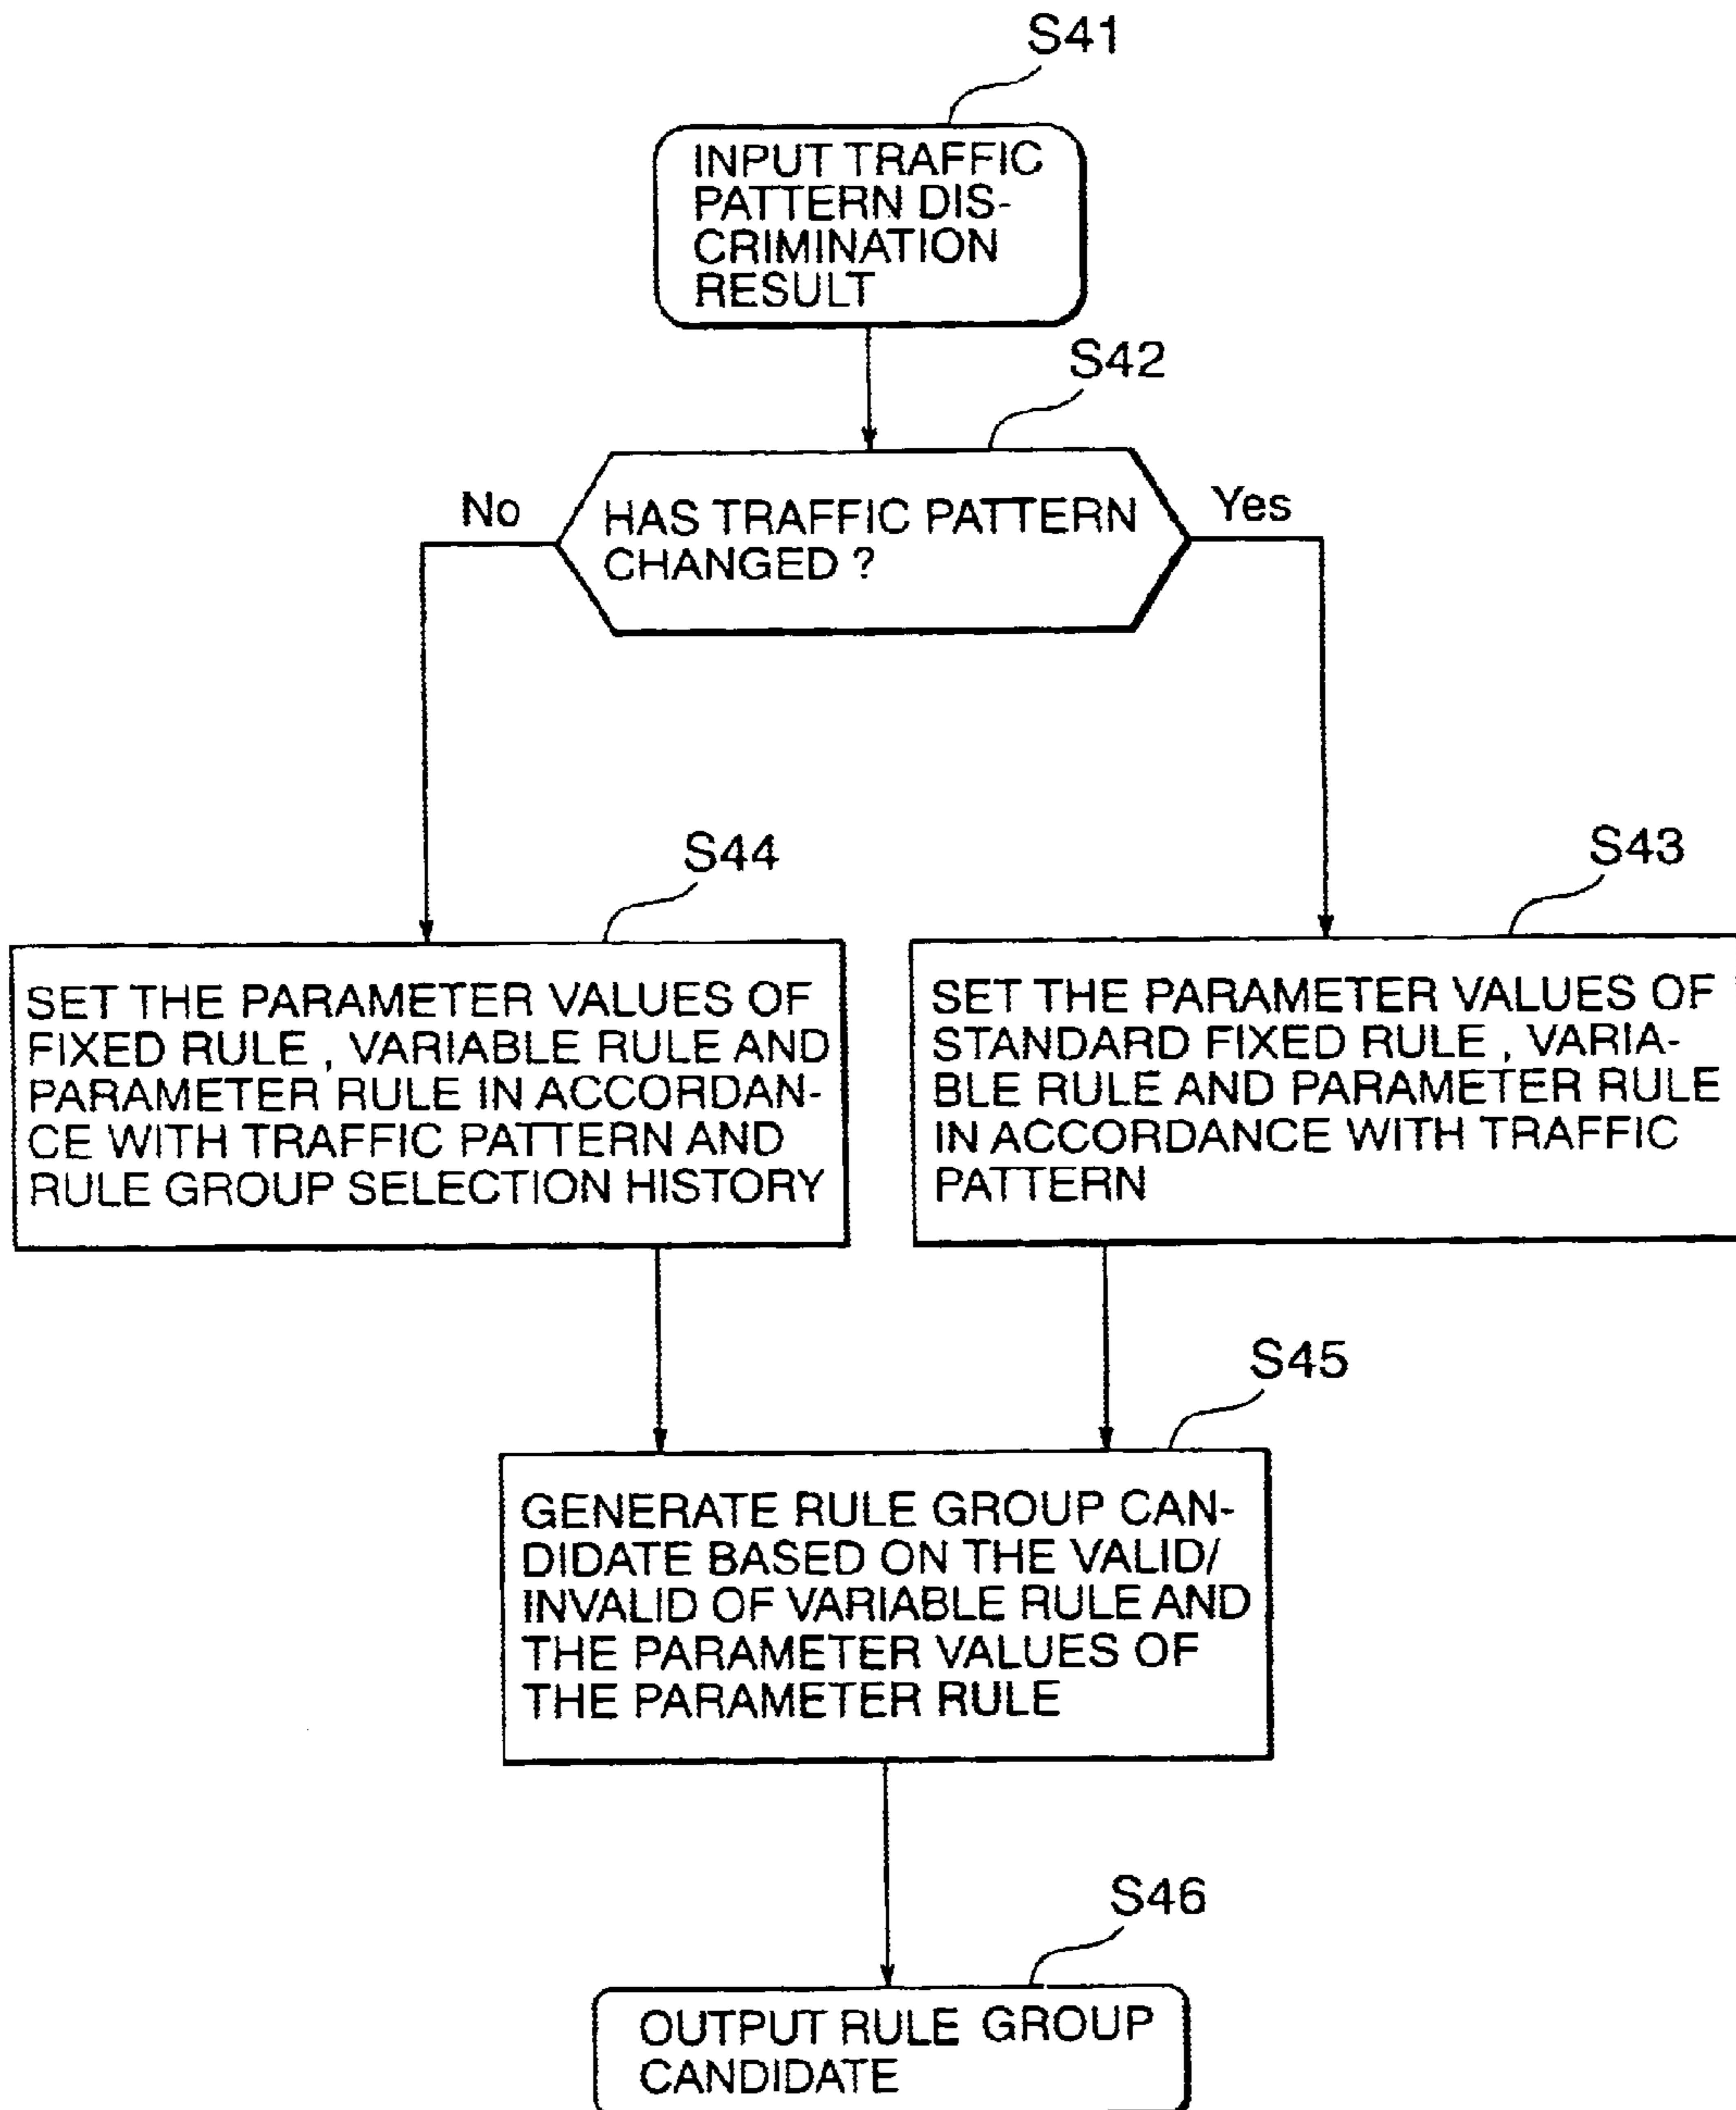 S41
INPUT TRAFFIC
PATTERN DIS-
CRIMINATION
RESULT
S42
No
HAS TRAFFIC PATTERN
CHANGED ?
Yes
S44
SET THE PARAMETER VALUES OF
FIXED RULE , VARIABLE RULE AND
PARAMETER RULE IN ACCORDAN-
CE WITH TRAFFIC PATTERN AND
RULE GROUP SELECTION HISTORY
S43
SET THE PARAMETER VALUES OF
STANDARD FIXED RULE , VARIA-
BLE RULE AND PARAMETER RULE
IN ACCORDANCE WITH TRAFFIC
PATTERN
S45
GENERATE RULE GROUP CAN-
DIDATE BASED ON THE VALID/
INVALID OF VARIABLE RULE AND
THE PARAMETER VALUES OF
THE PARAMETER RULE
S46
OUTPUT RULE GROUP
CANDIDATE